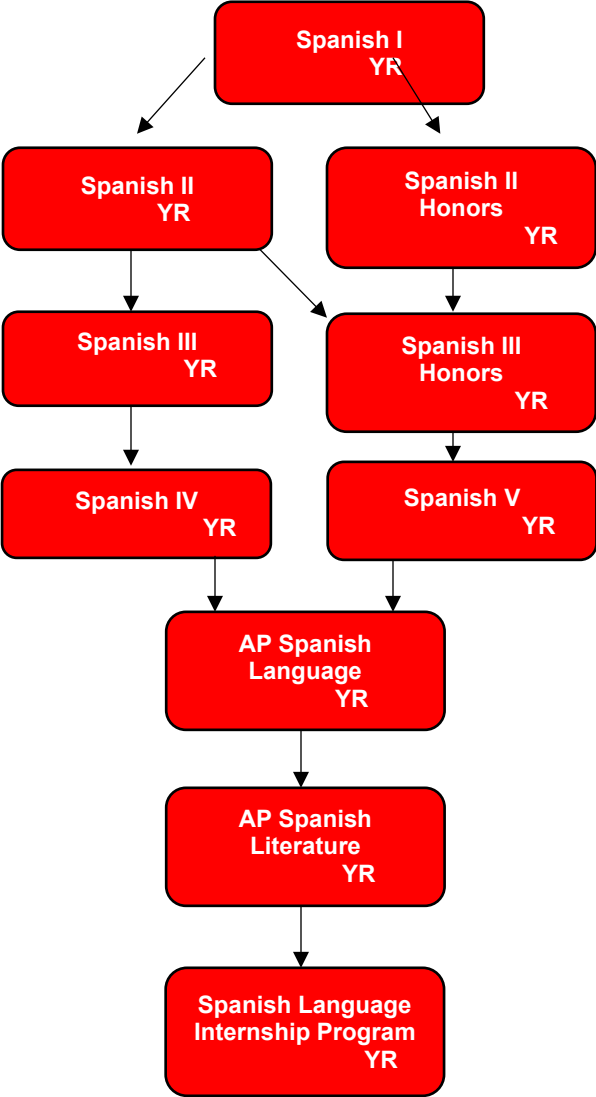 Spanish I
YR
Spanish II
YR
Spanish II
Honors
YR
Spanish III
YR
Spanish III
Honors
YR
Spanish IV
YR
Spanish V
YR
AP Spanish
Language
YR
AP Spanish
Literature
YR
Spanish Language
Internship Program
YR